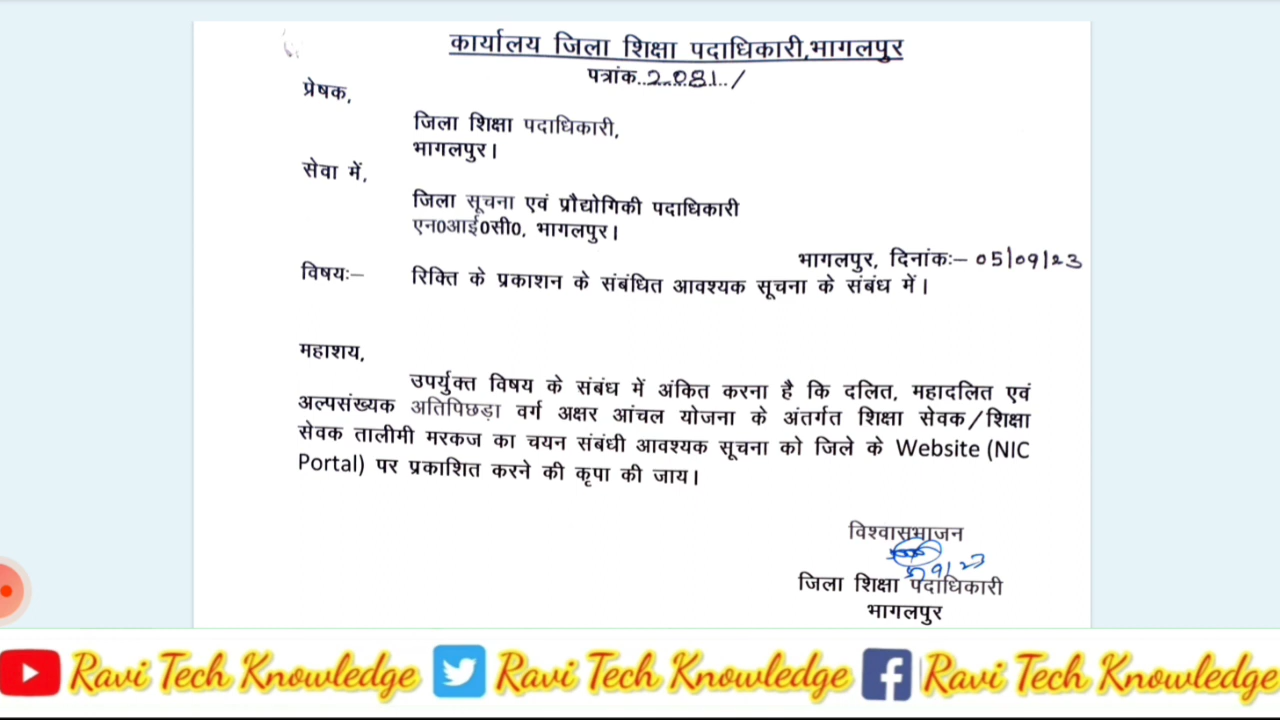 कार्यालय जिला शिक्षा पदाधिकारी,भागलपुर
पत्रांक..2081../
प्रेषक,
जिला शिक्षा पदाधिकारी,
भागलपुर।
सेवा में,
जिला सूचना एवं प्रौद्योगिकी पदाधिकारी
एन0आई0सी0, भागलपुर।
भागलपुर, दिनांकः– 05/09/23
विषयः– रिक्ति के प्रकाशन के संबंधित आवश्यक सूचना के संबंध में।
महाशय,
उपर्युक्त विषय के संबंध में अंकित करना है कि दलित, महादलित एवं
अल्पसंख्यक अतिपिछड़ा वर्ग अक्षर आंचल योजना के अंतर्गत शिक्षा सेवक/शिक्षा
सेवक तालीमी मरकज का चयन संबंधी आवश्यक सूचना को जिले के Website (NIC
Portal) पर प्रकाशित करने की कृपा की जाय।
विश्वासभाजन
5/9/23
जिला शिक्षा पदाधिकारी
भागलपुर
Ravi Tech Knowledge Ravi Tech Knowledge Ravi Tech Knowledge